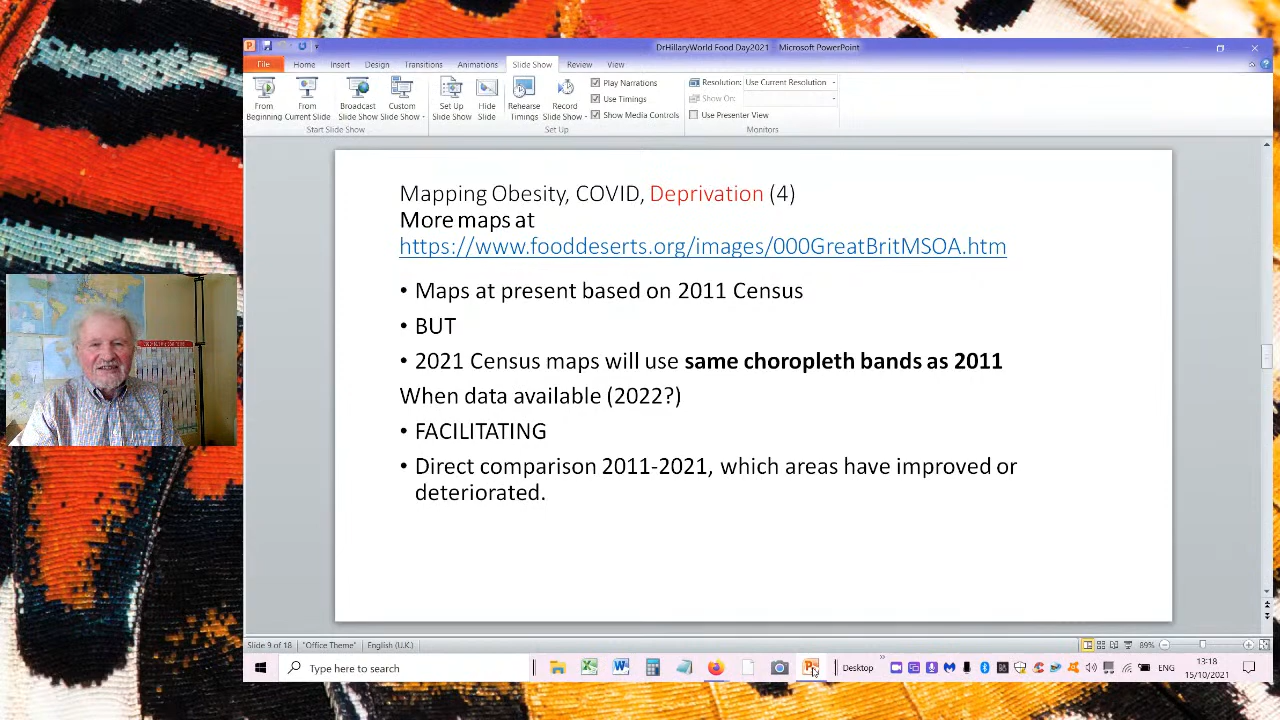 DrHillaryWorldFood Day2021 - Microsoft PowerPoint
File Home Insert Design Transitions Animations Slide Show Review View
From Beginning
From Current Slide
Broadcast Slide Show
Custom Slide Show
Set Up Slide Show
Hide Slide
Rehearse Timings
Record Slide Show
Play Narrations
Use Timings
Show Media Controls
Resolution: Use Current Resolution
Show On:
Use Presenter View
Start Slide Show
Set Up
Monitors
Mapping Obesity, COVID, Deprivation (4)
More maps at
https://www.fooddeserts.org/images/000GreatBritMSOA.htm
• Maps at present based on 2011 Census
• BUT
• 2021 Census maps will use same choropleth bands as 2011
When data available (2022?)
• FACILITATING
• Direct comparison 2011-2021, which areas have improved or
deteriorated.
Slide 9 of 18 "Office Theme" English (U.K.)
89%
Type here to search
Desktop
ENG
13:18
15/10/2021